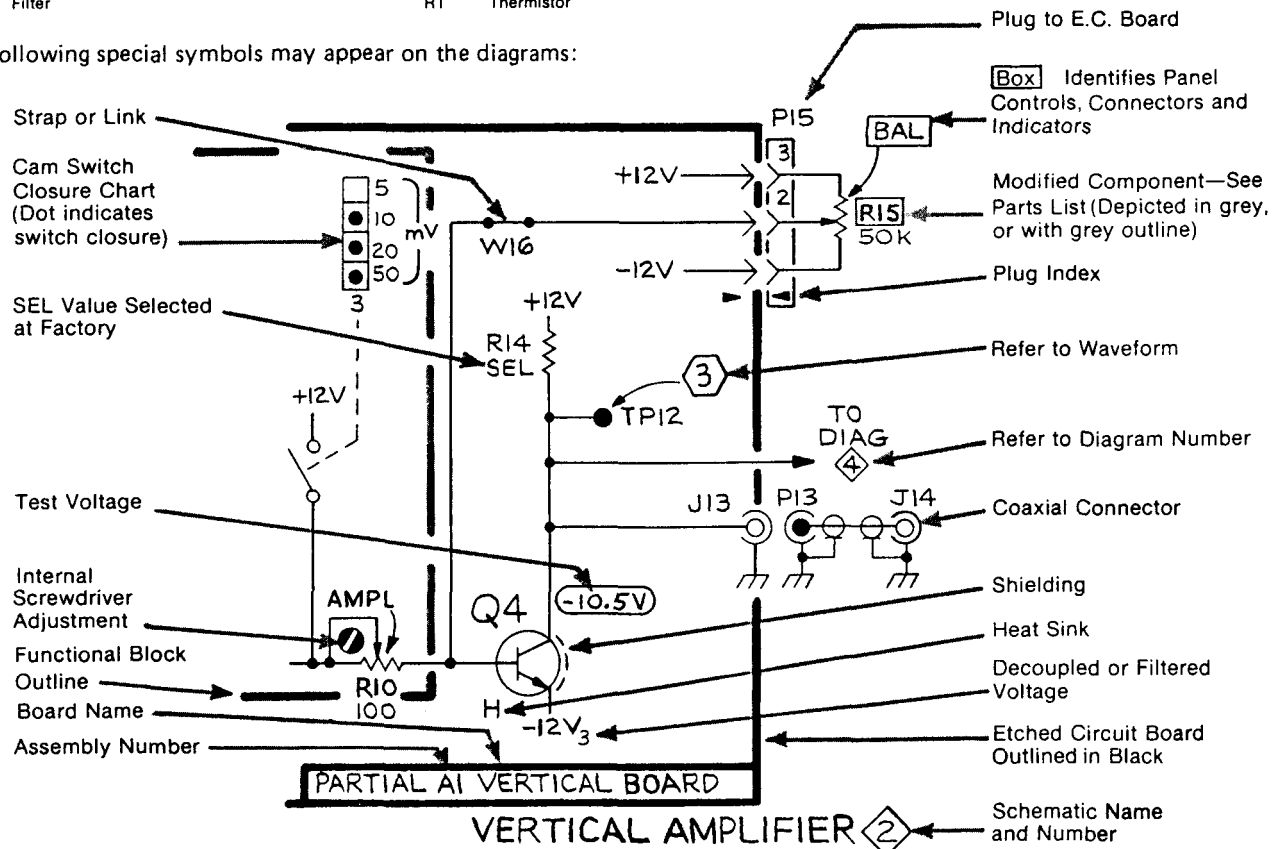 Filter
RT Thermistor
ollowing special symbols may appear on the diagrams:
Plug to E.C. Board
Box Identifies Panel
Controls, Connectors and
Indicators
Modified Component—See
Parts List (Depicted in grey,
or with grey outline)
Plug Index
Refer to Waveform
Refer to Diagram Number
Coaxial Connector
Shielding
Heat Sink
Decoupled or Filtered
Voltage
Etched Circuit Board
Outlined in Black
Schematic Name
and Number
Strap or Link
Cam Switch
Closure Chart
(Dot indicates
switch closure)
SEL Value Selected
at Factory
Test Voltage
Internal
Screwdriver
Adjustment
Functional Block
Outline
Board Name
Assembly Number
P15
BAL
3
+12V
2
R15
50K
-12V
5
10
20
50
mV
3
W16
+12V
R14
SEL
3
TP12
TO
DIAG
4
+12V
J13
P13
J14
-10.5V
AMPL
Q4
R10
100
H
-12V3
PARTIAL A1 VERTICAL BOARD
VERTICAL AMPLIFIER 2